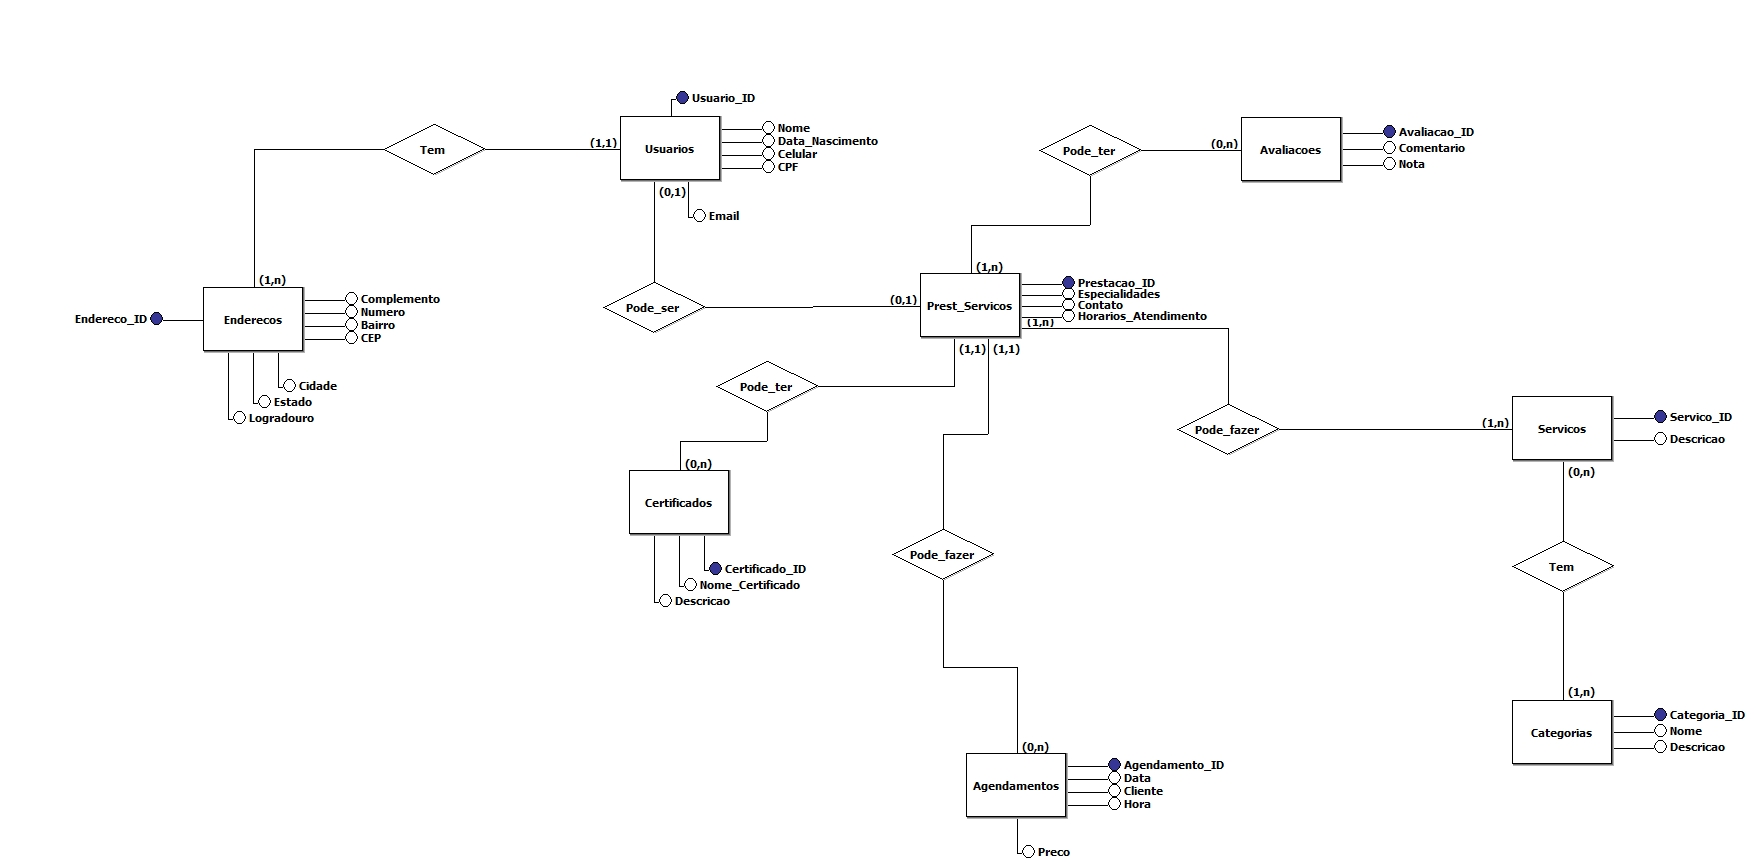 Usuario_ID
Usuarios
Nome
Data_Nascimento
Celular
CPF
Email
(1,1)
(0,1)
Tem
(1,n)
Enderecos
Endereco_ID
Complemento
Numero
Bairro
CEP
Cidade
Estado
Logradouro
Pode_ser
(0,1)
Pode_ter
(0,n)
Avaliacoes
Avaliacao_ID
Comentario
Nota
(1,n)
Prest_Servicos
Prestacao_ID
Especialidades
Contato
Horarios_Atendimento
(1,n)
(1,1)
(1,1)
Pode_ter
(0,n)
Certificados
Certificado_ID
Nome_Certificado
Descricao
Pode_fazer
(1,n)
Servicos
Servico_ID
Descricao
(0,n)
Tem
(1,n)
Categorias
Categoria_ID
Nome
Descricao
Pode_fazer
(0,n)
Agendamentos
Agendamento_ID
Data
Cliente
Hora
Preco